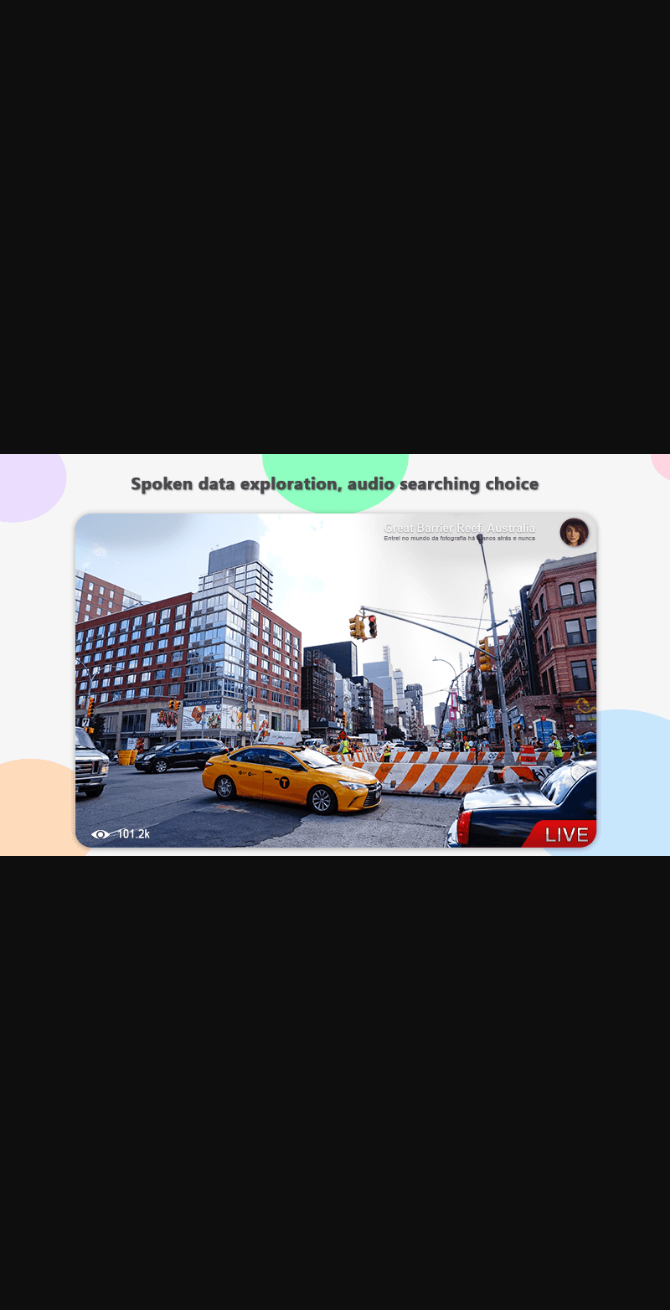 Spoken data exploration, audio searching choice
Great Barrier Reef, Australia
Entrei no mundo da fotografia há anos atrás e nunca
T
101.2k
LIVE